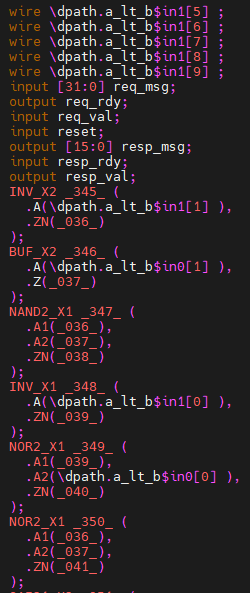 wire \dpath.a_lt_b$in1[5] ;
wire \dpath.a_lt_b$in1[6] ;
wire \dpath.a_lt_b$in1[7] ;
wire \dpath.a_lt_b$in1[8] ;
wire \dpath.a_lt_b$in1[9] ;
input [31:0] req_msg;
output req_rdy;
input req_val;
input reset;
output [15:0] resp_msg;
input resp_rdy;
output resp_val;
INV_X2 _345_ (
  .A(\dpath.a_lt_b$in1[1] ),
  .ZN(_036_)
);
BUF_X2 _346_ (
  .A(\dpath.a_lt_b$in0[1] ),
  .Z(_037_)
);
NAND2_X1 _347_ (
  .A1(_036_),
  .A2(_037_),
  .ZN(_038_)
);
INV_X1 _348_ (
  .A(\dpath.a_lt_b$in1[0] ),
  .ZN(_039_)
);
NOR2_X1 _349_ (
  .A1(_039_),
  .A2(\dpath.a_lt_b$in0[0] ),
  .ZN(_040_)
);
NOR2_X1 _350_ (
  .A1(_036_),
  .A2(_037_),
  .ZN(_041_)
);